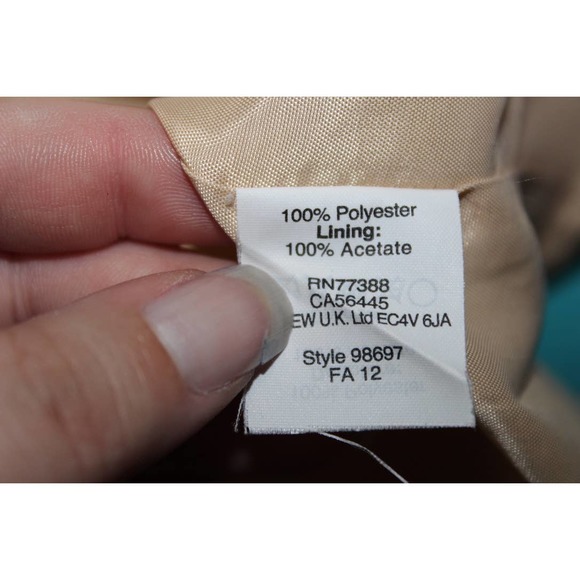 100% Polyester
Lining:
100% Acetate
RN77388
CA56445
EW U.K. Ltd EC4V 6JA
Style 98697
FA 12